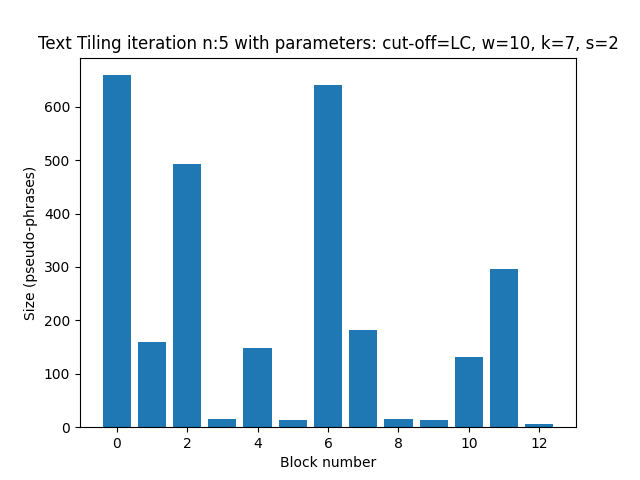 Text Tiling iteration n:5 with parameters: cut-off=LC, w=10, k=7, s=2
600
500
400
300
200
100
0
Size (pseudo-phrases)
0 2 4 6 8 10 12
Block number